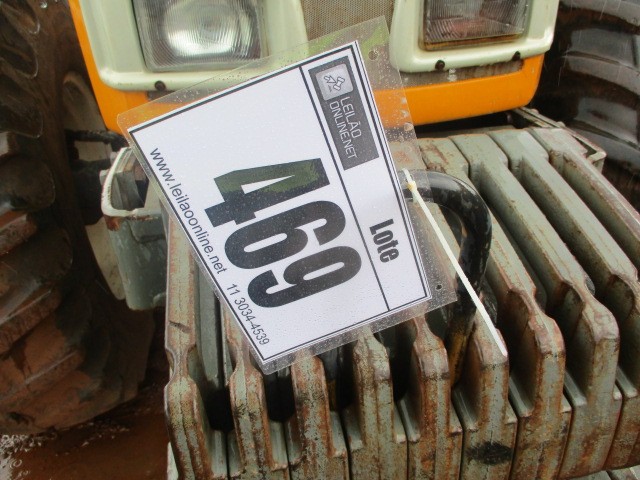 LEILÃO
ONLINE.NET
Lote
469
www.leilaoonline.net 11 3034-4539